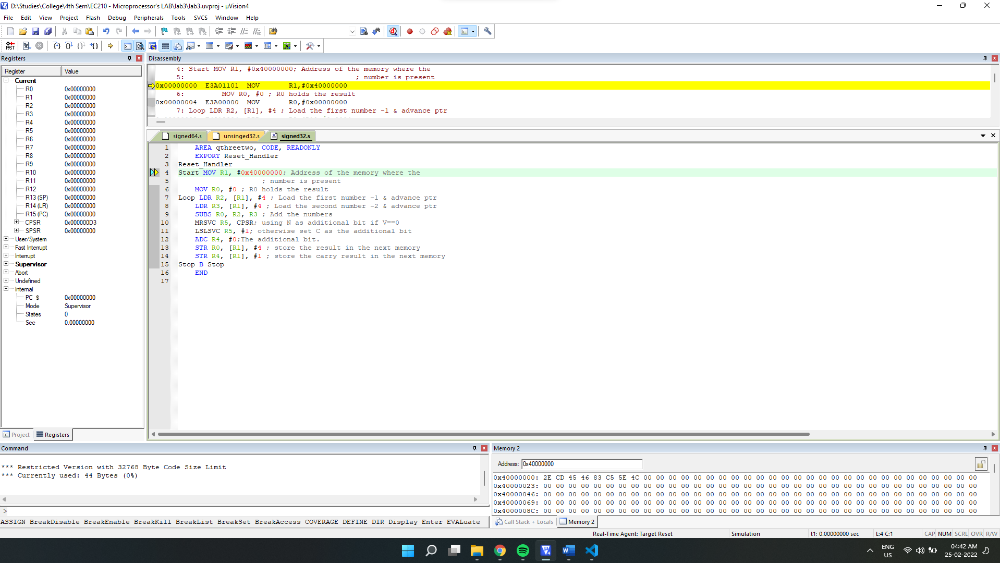 D:\Studies\College\4th Sem\EC210 - Microprocessor's LAB\lab3\lab3.uvproj - µVision4
File Edit View Project Flash Debug Peripherals Tools SVCS Window Help
Registers
Register Value
Current
R0 0x00000000
R1 0x00000000
R2 0x00000000
R3 0x00000000
R4 0x00000000
R5 0x00000000
R6 0x00000000
R7 0x00000000
R8 0x00000000
R9 0x00000000
R10 0x00000000
R11 0x00000000
R12 0x00000000
R13 (SP) 0x00000000
R14 (LR) 0x00000000
R15 (PC) 0x00000000
CPSR 0x000000D3
SPSR 0x00000000
User/System
Fast Interrupt
Interrupt
Supervisor
Abort
Undefined
Internal
PC $ 0x00000000
Mode Supervisor
States 0
Sec 0.00000000
Project Registers
Disassembly
4: Start MOV R1, #0x40000000; Address of the memory where the
5: ; number is present
0x00000000 E3A01101 MOV R1,#0x40000000
6: MOV R0, #0 ; R0 holds the result
0x00000004 E3A00000 MOV R0,#0x00000000
7: Loop LDR R2, [R1], #4 ; Load the first number -1 & advance ptr
signed64.s unsinged32.s signed32.s
1 AREA qthreetwo, CODE, READONLY
2 EXPORT Reset_Handler
3 Reset_Handler
4 Start MOV R1, #0x40000000; Address of the memory where the
5 ; number is present
6 MOV R0, #0 ; R0 holds the result
7 Loop LDR R2, [R1], #4 ; Load the first number -1 & advance ptr
8 LDR R3, [R1], #4 ; Load the second number -2 & advance ptr
9 SUBS R0, R2, R3 ; Add the numbers
10 MRSVC R5, CPSR; using N as additional bit if V==0
11 LSLSVC R5, #1; otherwise set C as the additional bit
12 ADC R4, #0;The additional bit.
13 STR R0, [R1], #4 ; store the result in the next memory
14 STR R4, [R1], #1 ; store the carry result in the next memory
15 Stop B Stop
16 END
17
Command
*** Restricted Version with 32768 Byte Code Size Limit
*** Currently used: 44 Bytes (0%)
>
ASSIGN BreakDisable BreakEnable BreakKill BreakList BreakSet BreakAccess COVERAGE DEFINE DIR Display Enter EVALuate
Memory 2
Address: 0x40000000
0x40000000: 2E CD 45 46 83 C5 5E 4C 00 00 00 00 00 00 00 00 00 00 00 00 00 00 00 00 00 00 00 00 00 00 00 00 00 00 00
0x40000023: 00 00 00 00 00 00 00 00 00 00 00 00 00 00 00 00 00 00 00 00 00 00 00 00 00 00 00 00 00 00 00 00 00 00 00
0x40000046: 00 00 00 00 00 00 00 00 00 00 00 00 00 00 00 00 00 00 00 00 00 00 00 00 00 00 00 00 00 00 00 00 00 00 00
0x40000069: 00 00 00 00 00 00 00 00 00 00 00 00 00 00 00 00 00 00 00 00 00 00 00 00 00 00 00 00 00 00 00 00 00 00 00
0x4000008C: 00 00 00 00 00 00 00 00 00 00 00 00 00 00 00 00 00 00 00 00 00 00 00 00 00 00 00 00 00 00 00 00 00 00 00
Call Stack + Locals Memory 2
Real-Time Agent: Target Reset Simulation t1: 0.00000000 sec L:4 C:1 CAP NUM SCRL OVR R/W
ENG
US
04:42 AM
25-02-2022